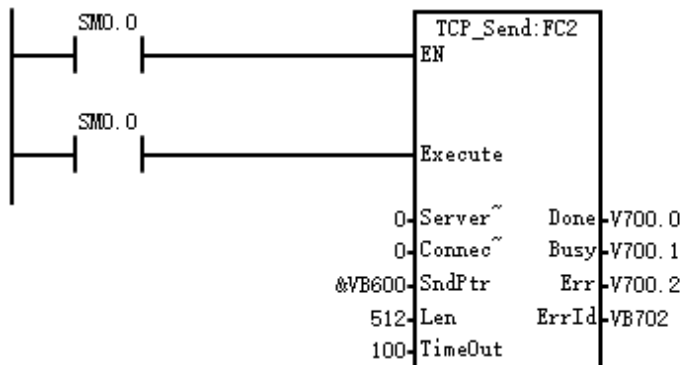 SM0.0
TCP_Send:FC2
EN
SM0.0
Execute
0 Server~ Done V700.0
0 Connec~ Busy V700.1
&VB600 SndPtr Err V700.2
512 Len ErrId VB702
100 TimeOut